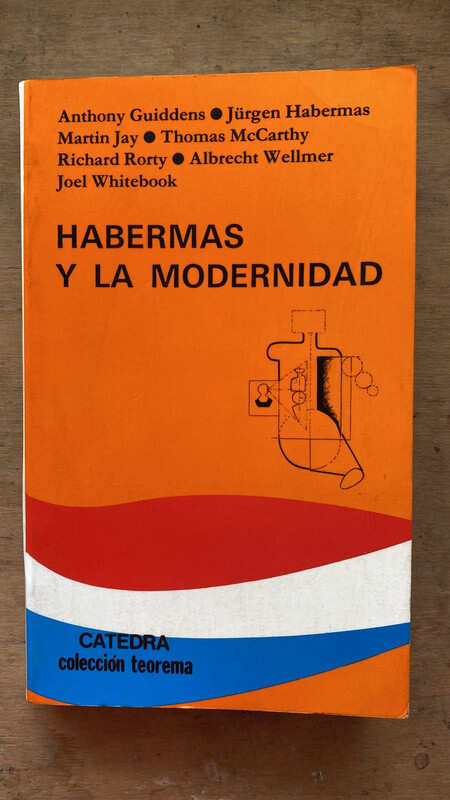 Anthony Guiddens ● Jürgen Habermas
Martin Jay ● Thomas McCarthy
Richard Rorty ● Albrecht Wellmer
Joel Whitebook
HABERMAS
Y LA MODERNIDAD
CATEDRA
colección teorema